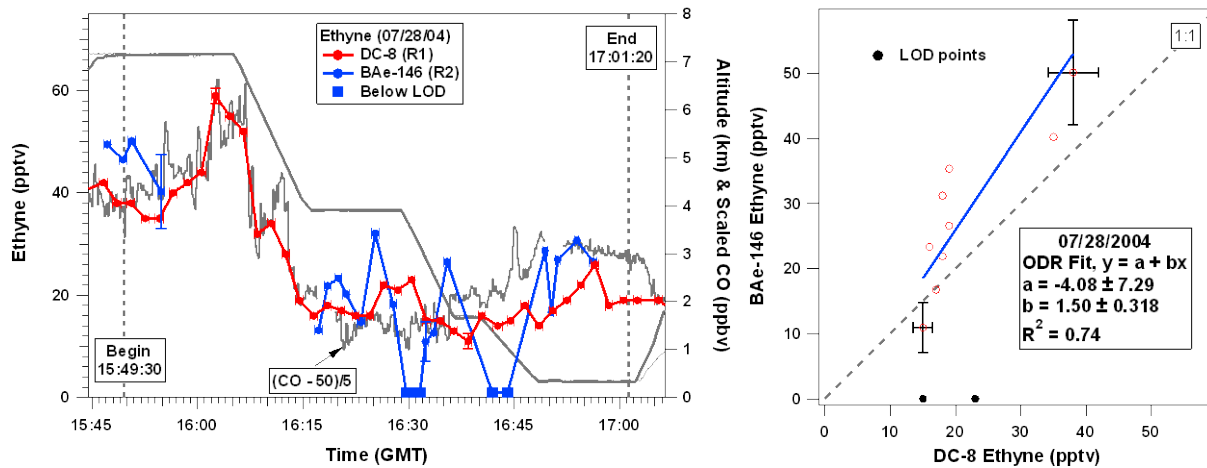 Ethyne (07/28/04)
DC-8 (R1)
BAe-146 (R2)
Below LOD
End
17:01:20
Begin
15:49:30
(CO - 50)/5
Ethyne (pptv)
60
40
20
0
8
7
6
5
4
3
2
1
0
Altitude (km) & Scaled CO (ppbv)
15:45
16:00
16:15
16:30
16:45
17:00
Time (GMT)
1:1
LOD points
BAe-146 Ethyne (pptv)
50
40
30
20
10
0
07/28/2004
ODR Fit, y = a + bx
a = -4.08 ± 7.29
b = 1.50 ± 0.318
R² = 0.74
0
10
20
30
40
50
DC-8 Ethyne (pptv)